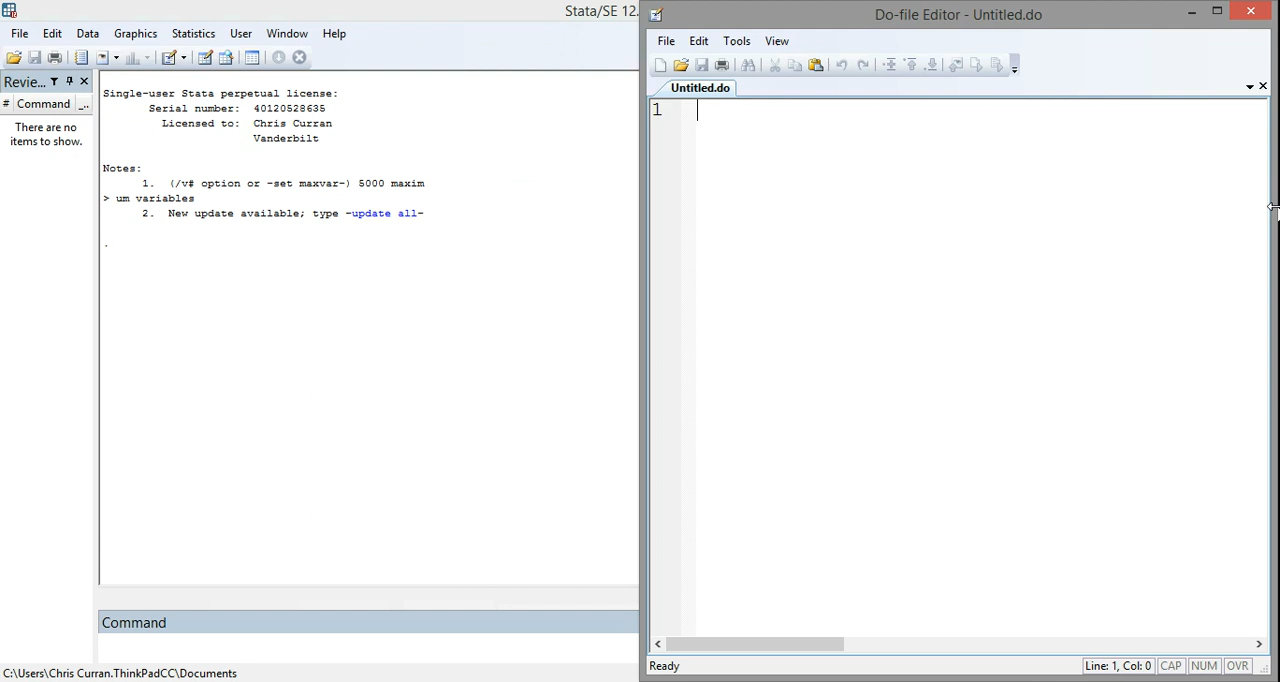 Stata/SE 12.
File Edit Data Graphics Statistics User Window Help
Revie...
# Command _..
There are no
items to show.
Single-user Stata perpetual license:
Serial number: 40120528635
Licensed to: Chris Curran
Vanderbilt
Notes:
1. (/v# option or -set maxvar-) 5000 maxim
> um variables
2. New update available; type -update all-
.
Command
C:\Users\Chris Curran.ThinkPadCC\Documents
Do-file Editor - Untitled.do
File Edit Tools View
Untitled.do
1
Ready
Line: 1, Col: 0 CAP NUM OVR